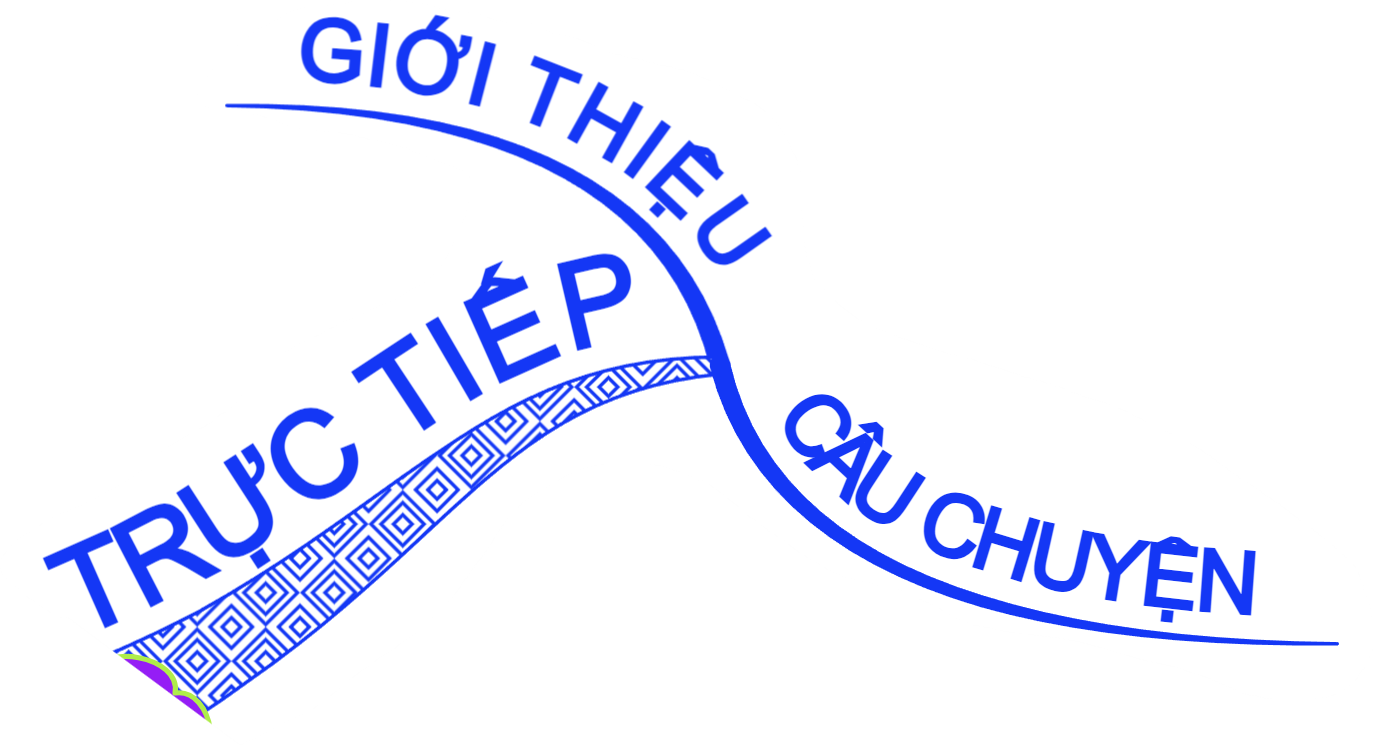 GIỚI THIỆU
TRỰC TIẾP
CÂU CHUYỆN